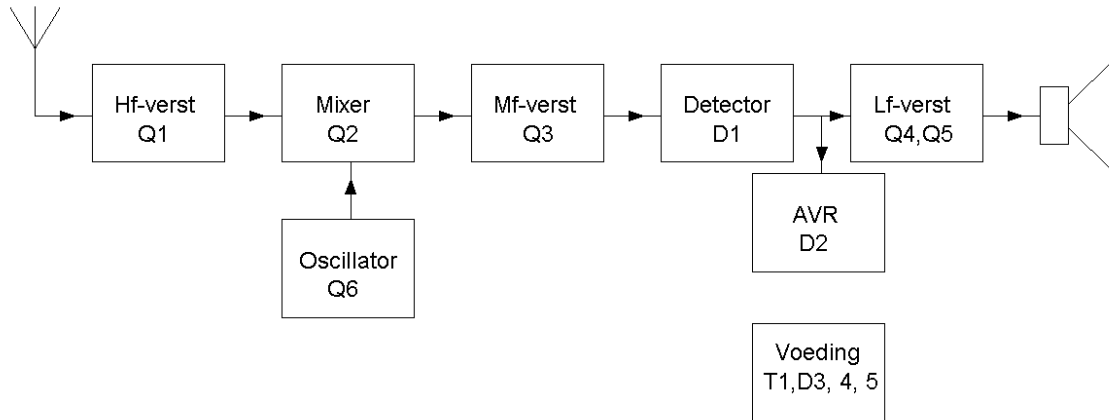 Hf-verst
Q1
Mixer
Q2
Mf-verst
Q3
Detector
D1
Lf-verst
Q4,Q5
AVR
D2
Oscillator
Q6
Voeding
T1,D3, 4, 5